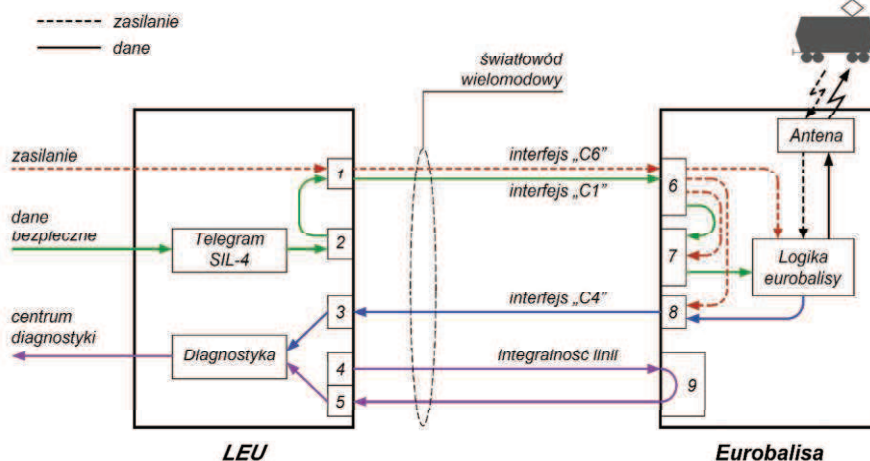 zasilanie
dane
światłowód
wielomodowy
zasilanie
interfejs „C6”
Antena
1
interfejs „C1”
6
dane
bezpieczne
Telegram
SIL-4
2
7
Logika
eurobalisy
centrum
diagnostyki
3
interfejs „C4”
8
Diagnostyka
4
Integralność linii
5
9
LEU
Eurobalisa